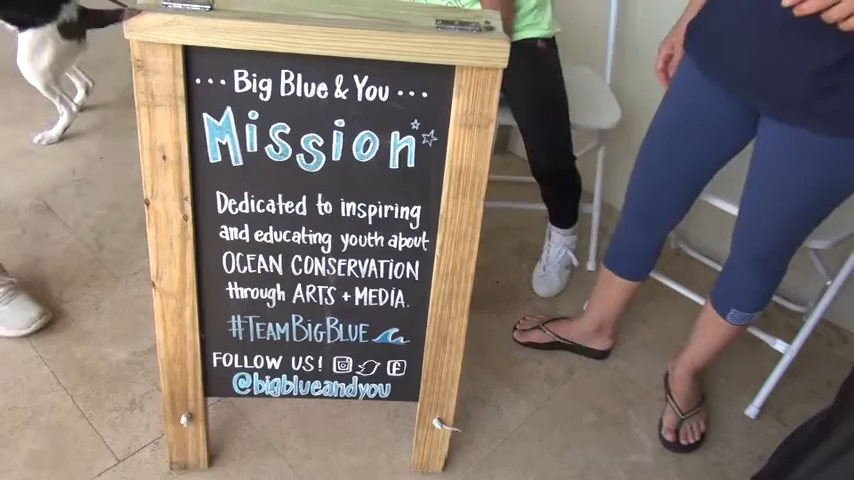 ... Big Blue & You ...
Mission
Dedicated to inspiring
and educating youth about
OCEAN CONSERVATION
through ARTS + MEDIA.
#TEAMBIGBLUE
FOLLOW US!
@bigblueandyou